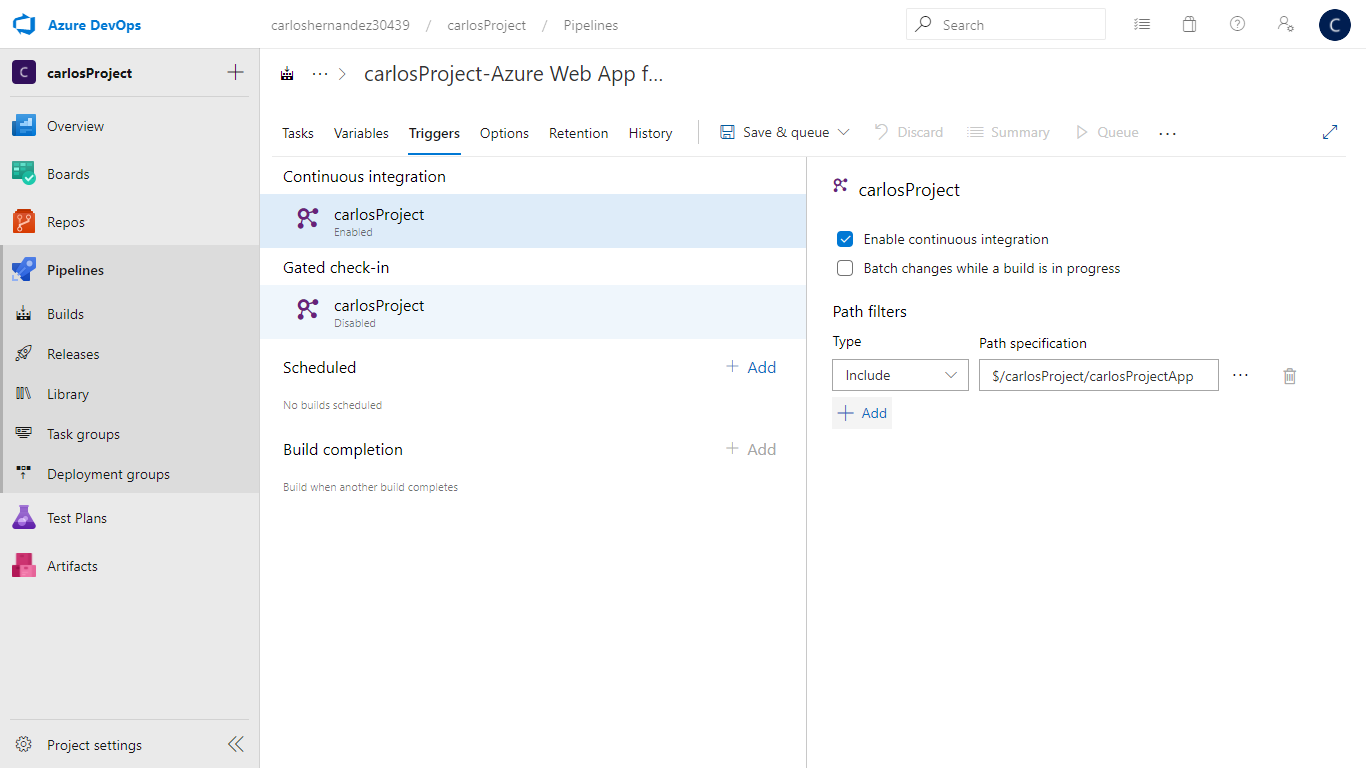 Azure DevOps
carloshernandez30439 / carlosProject / Pipelines
Search
C
C
carlosProject
Overview
Boards
Repos
Pipelines
Builds
Releases
Library
Task groups
Deployment groups
Test Plans
Artifacts
Project settings
··· carlosProject-Azure Web App f...
Tasks Variables Triggers Options Retention History
Save & queue Discard Summary Queue ···
Continuous integration
carlosProject
Enabled
Gated check-in
carlosProject
Disabled
Scheduled
+ Add
No builds scheduled
Build completion
+ Add
Build when another build completes
carlosProject
Enable continuous integration
Batch changes while a build is in progress
Path filters
Type Path specification
Include $/carlosProject/carlosProjectApp ···
+ Add